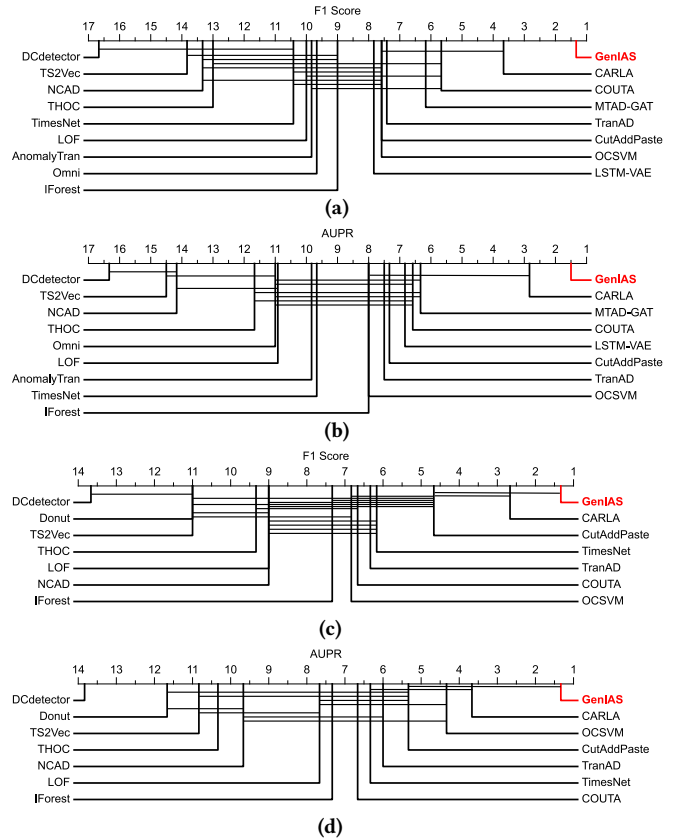 F1 Score
17 16 15 14 13 12 11 10 9 8 7 6 5 4 3 2 1
DCdetector GenIAS
TS2Vec CARLA
NCAD COUTA
THOC MTAD-GAT
TimesNet TranAD
LOF CutAddPaste
AnomalyTran OCSVM
Omni LSTM-VAE
IForest
(a)
AUPR
17 16 15 14 13 12 11 10 9 8 7 6 5 4 3 2 1
DCdetector GenIAS
TS2Vec CARLA
NCAD MTAD-GAT
THOC COUTA
Omni LSTM-VAE
LOF CutAddPaste
AnomalyTran TranAD
TimesNet OCSVM
IForest
(b)
F1 Score
14 13 12 11 10 9 8 7 6 5 4 3 2 1
DCdetector GenIAS
Donut CARLA
TS2Vec CutAddPaste
THOC TimesNet
LOF TranAD
NCAD COUTA
IForest OCSVM
(c)
AUPR
14 13 12 11 10 9 8 7 6 5 4 3 2 1
DCdetector GenIAS
Donut CARLA
TS2Vec OCSVM
THOC CutAddPaste
NCAD TranAD
LOF TimesNet
IForest COUTA
(d)